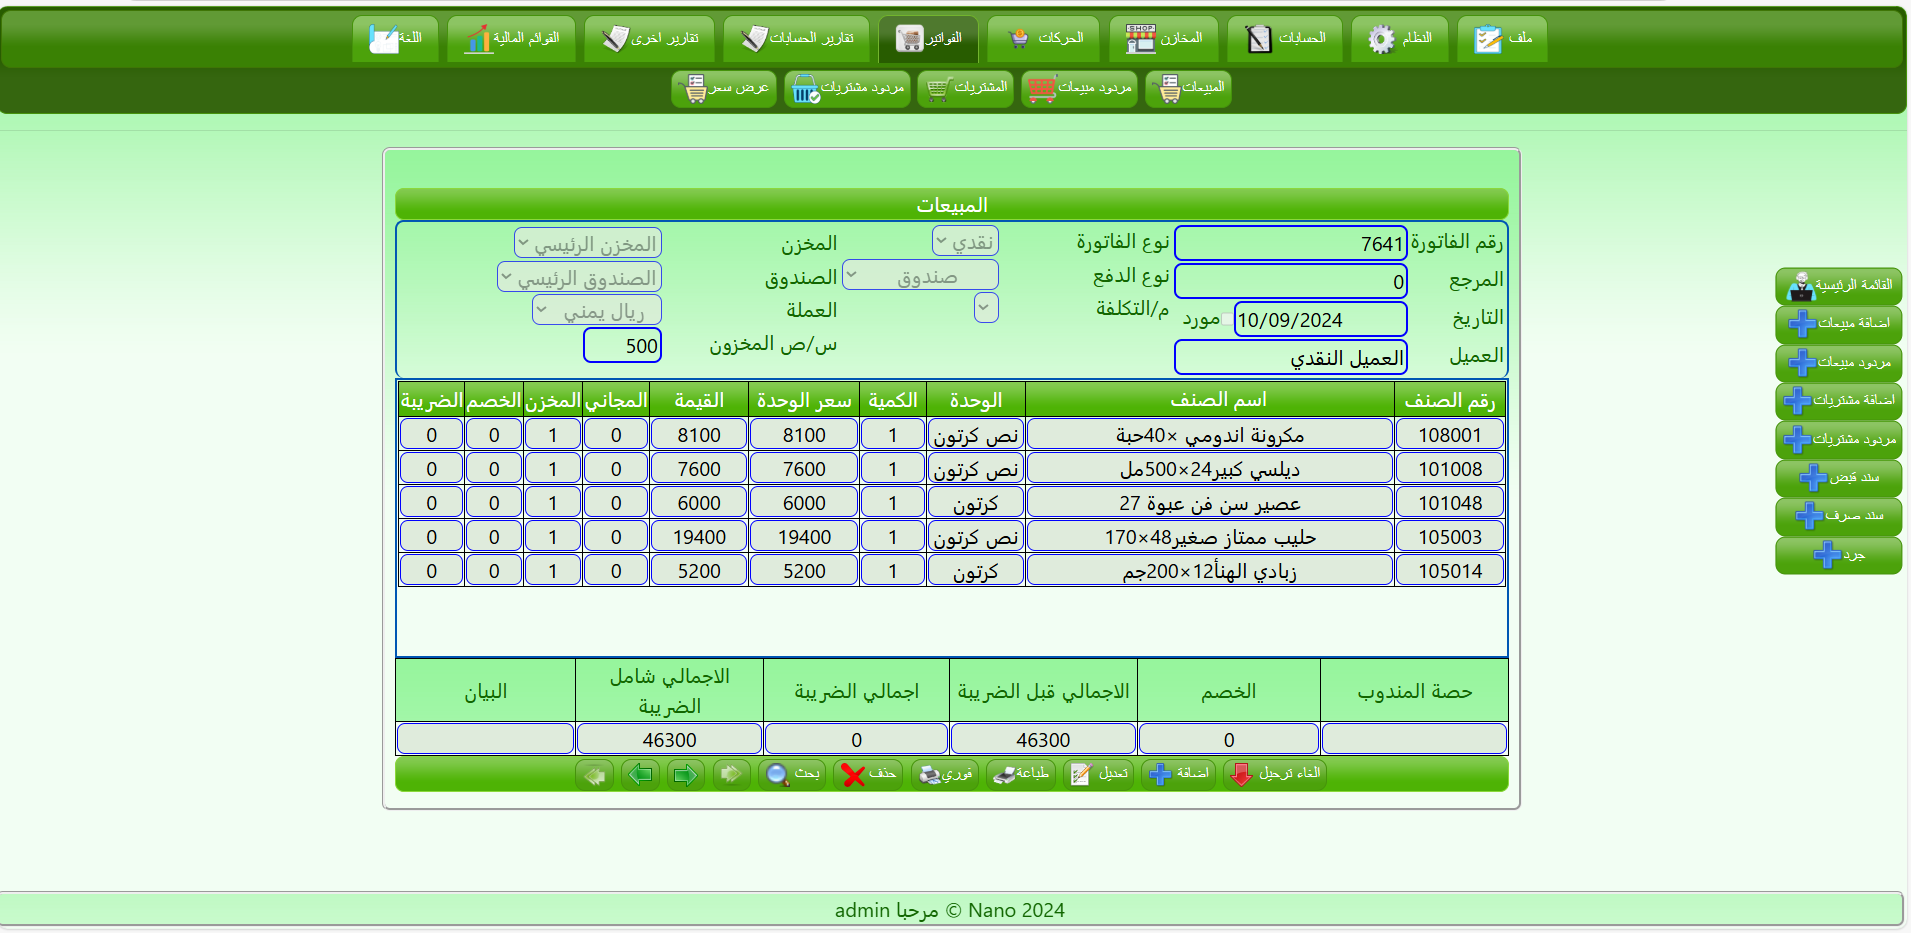 ملف
النظام
الحسابات
المخازن
الحركات
الفواتير
تقارير الحسابات
تقارير اخرى
القوائم المالية
اللغة
المبيعات
مردود مبيعات
المشتريات
مردود مشتريات
عرض سعر
القائمة الرئيسية
اضافة مبيعات
مردود مبيعات
اضافة مشتريات
مردود مشتريات
سند قبض
سند صرف
جرد
المبيعات
رقم الفاتورة 7641 نوع الفاتورة نقدي المخزن المخزن الرئيسي
المرجع 0 نوع الدفع صندوق الصندوق الصندوق الرئيسي
التاريخ 10/09/2024 مورد م/التكلفة العملة ريال يمني
العميل العميل النقدي س/ص المخزون 500
رقم الصنف اسم الصنف الوحدة الكمية سعر الوحدة القيمة المجاني المخزن الخصم الضريبة
108001 مكرونة اندومي ×40حبة نص كرتون 1 8100 8100 0 1 0 0
101008 ديلسي كبير24×500مل نص كرتون 1 7600 7600 0 1 0 0
101048 عصير سن فن عبوة 27 كرتون 1 6000 6000 0 1 0 0
105003 حليب ممتاز صغير48×170 نص كرتون 1 19400 19400 0 1 0 0
105014 زبادي الهنأ12×200جم كرتون 1 5200 5200 0 1 0 0
حصة المندوب الخصم الاجمالي قبل الضريبة اجمالي الضريبة الاجمالي شامل الضريبة البيان
0 46300 0 46300
الغاء ترحيل اضافة تعديل طباعة فوري حذف بحث
مرحبا admin © Nano 2024